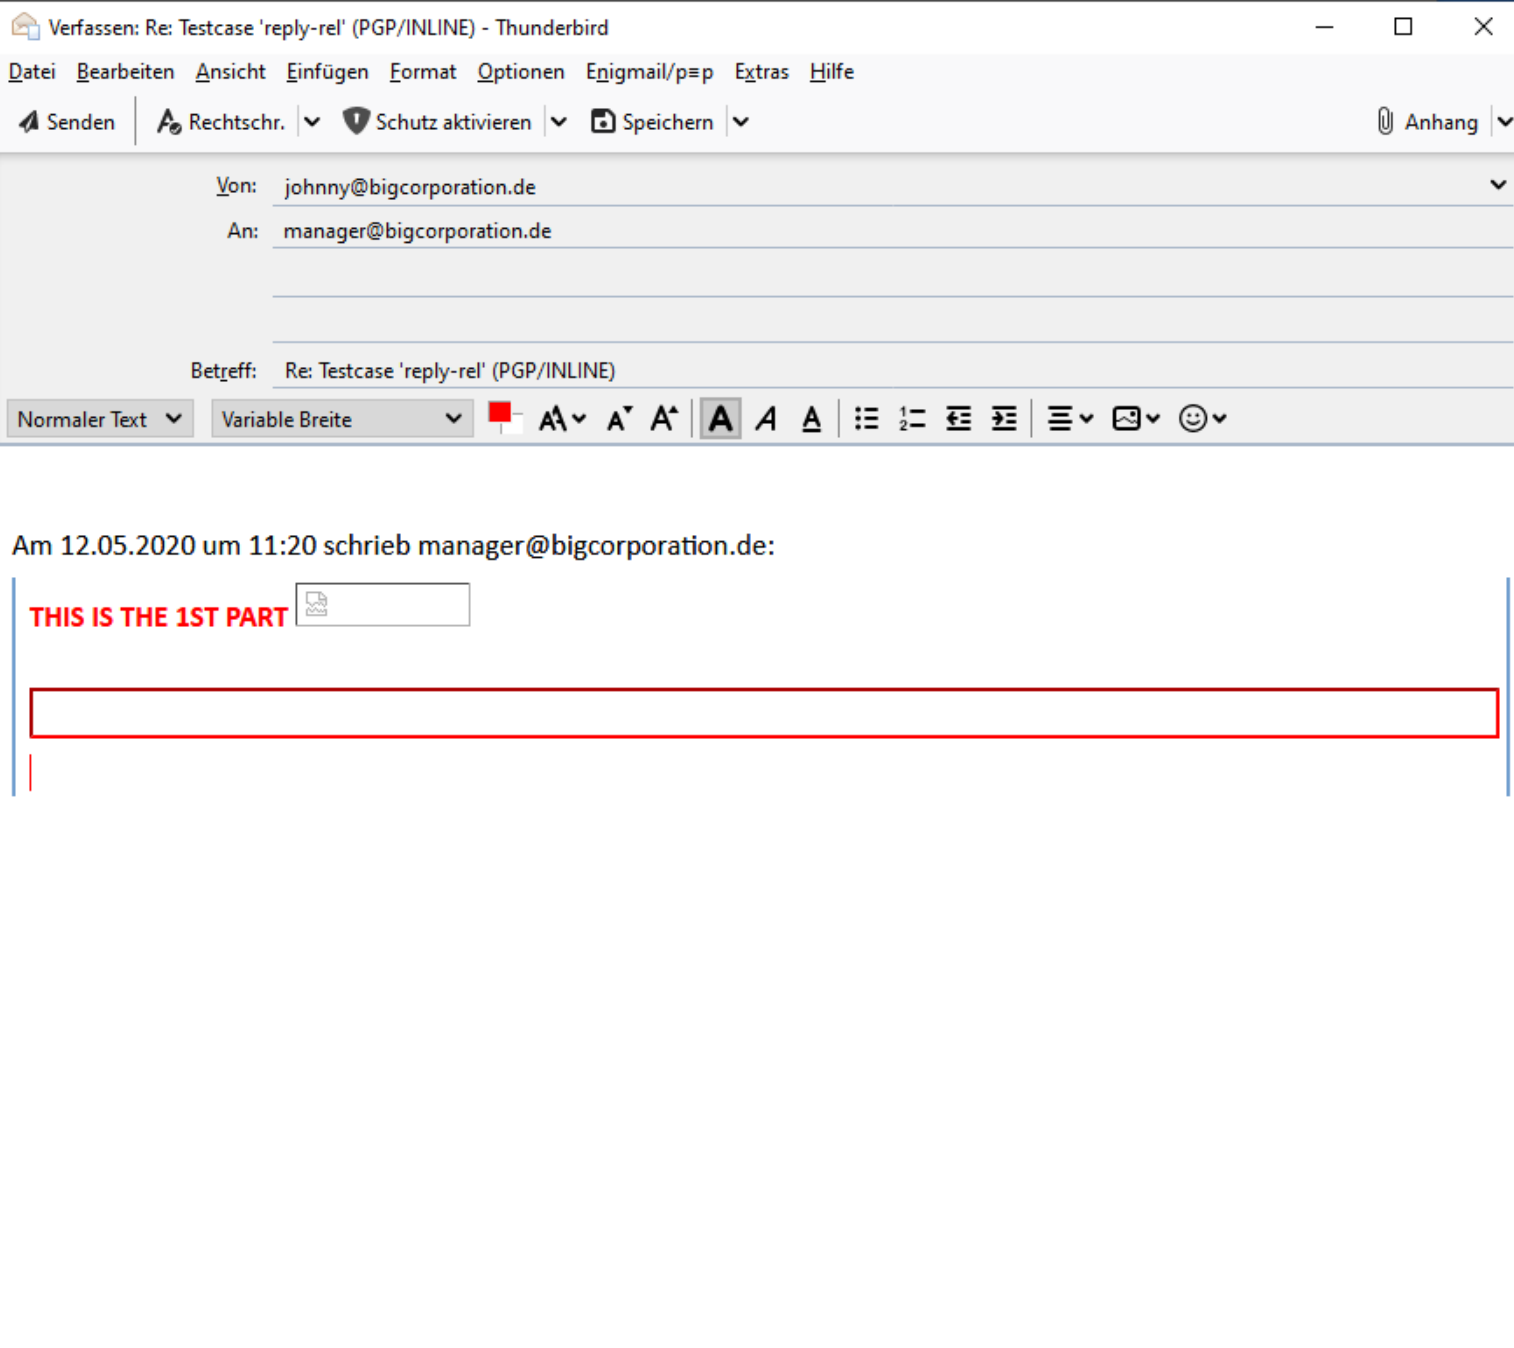 Verfassen: Re: Testcase 'reply-rel' (PGP/INLINE) - Thunderbird
Datei Bearbeiten Ansicht Einfügen Format Optionen Enigmail/p≡p Extras Hilfe
Senden Rechtschr. Schutz aktivieren Speichern Anhang
Von: johnny@bigcorporation.de
An: manager@bigcorporation.de
Betreff: Re: Testcase 'reply-rel' (PGP/INLINE)
Normaler Text Variable Breite
Am 12.05.2020 um 11:20 schrieb manager@bigcorporation.de:
THIS IS THE 1ST PART